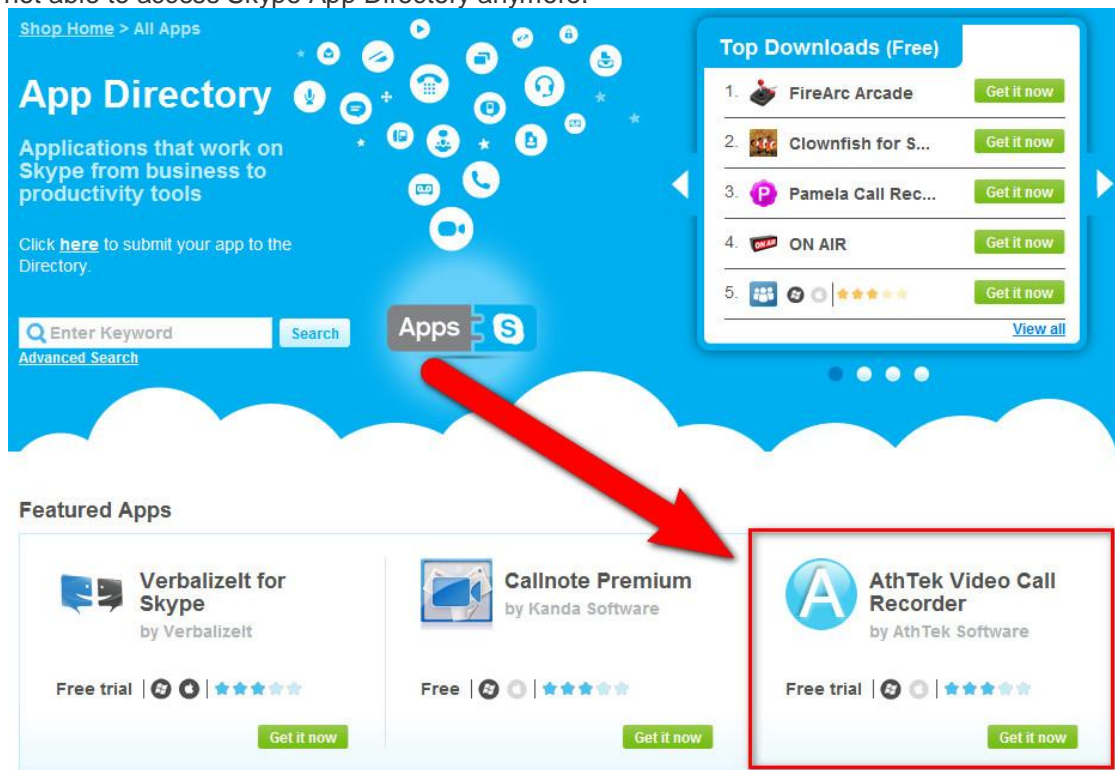 not able to access Skype App Directory anymore.
Shop Home > All Apps
App Directory
Applications that work on
Skype from business to
productivity tools
Click here to submit your app to the
Directory.
Enter Keyword
Search
Advanced Search
Apps S
Top Downloads (Free)
1. FireArc Arcade Get it now
2. Clownfish for S... Get it now
3. P Pamela Call Rec... Get it now
4. ON AIR ON AIR Get it now
5. Get it now
View all
Featured Apps
VerbalizeIt for
Skype
by VerbalizeIt
Free trial
Get it now
Callnote Premium
by Kanda Software
Free
Get it now
A
AthTek Video Call
Recorder
by AthTek Software
Free trial
Get it now